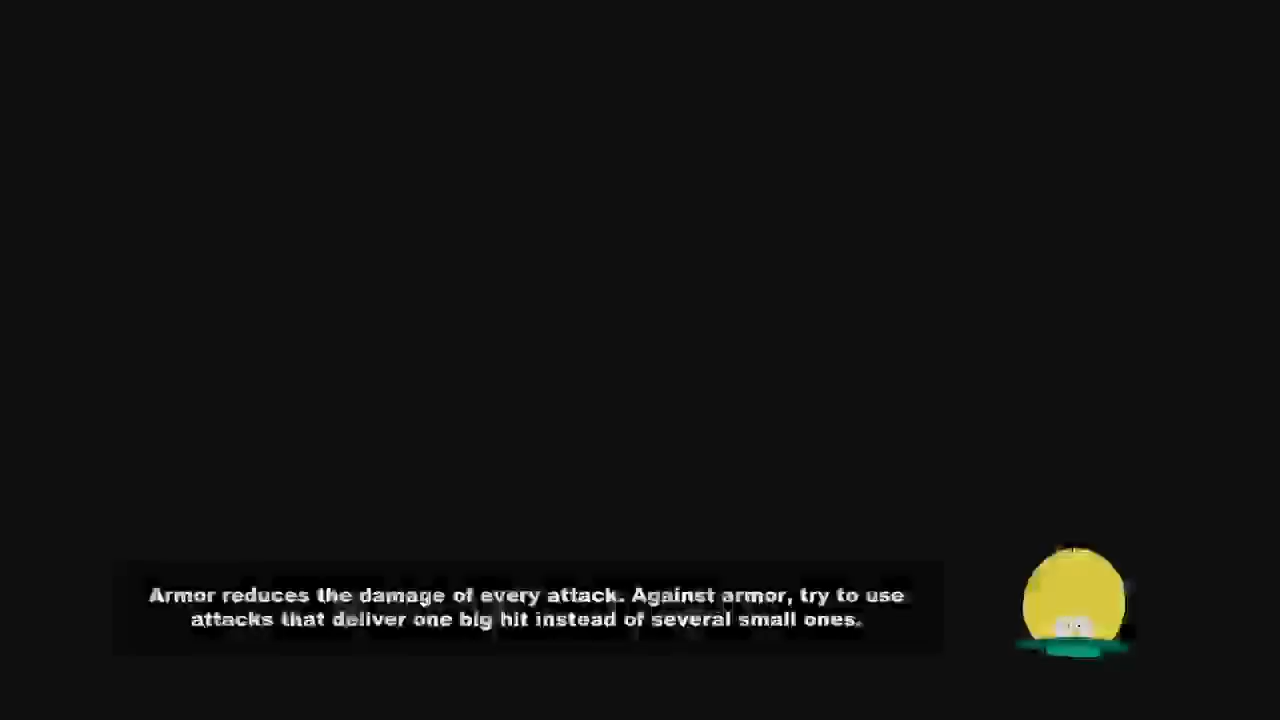 Armor reduces the damage of every attack. Against armor, try to use
attacks that deliver one big hit instead of several small ones.